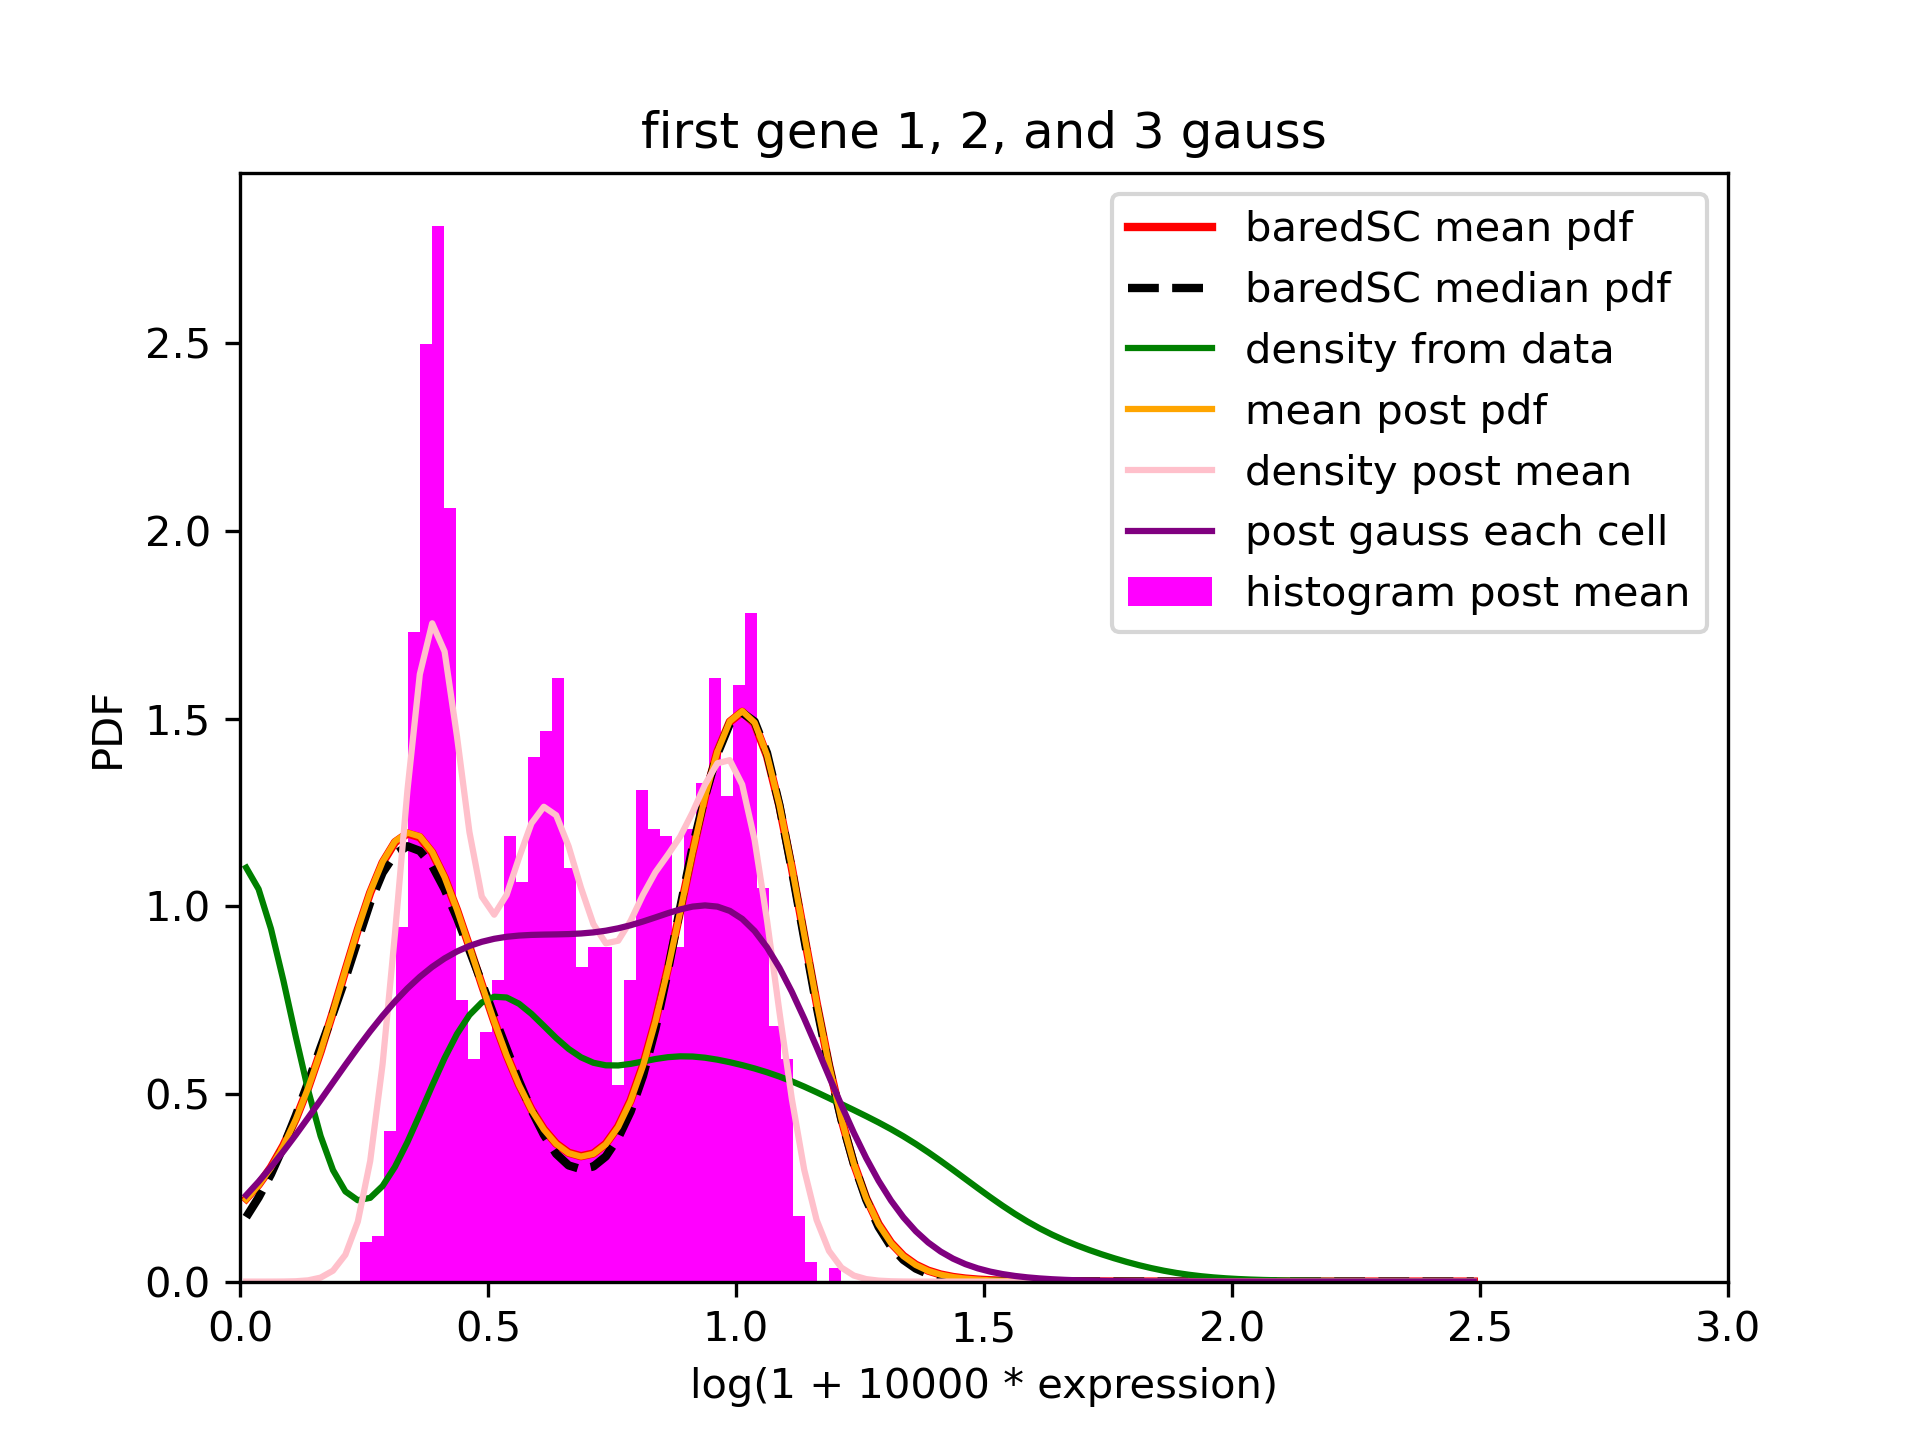 first gene 1, 2, and 3 gauss
baredSC mean pdf
baredSC median pdf
density from data
mean post pdf
density post mean
post gauss each cell
histogram post mean
PDF
2.5
2.0
1.5
1.0
0.5
0.0
0.0 0.5 1.0 1.5 2.0 2.5 3.0
log(1 + 10000 * expression)